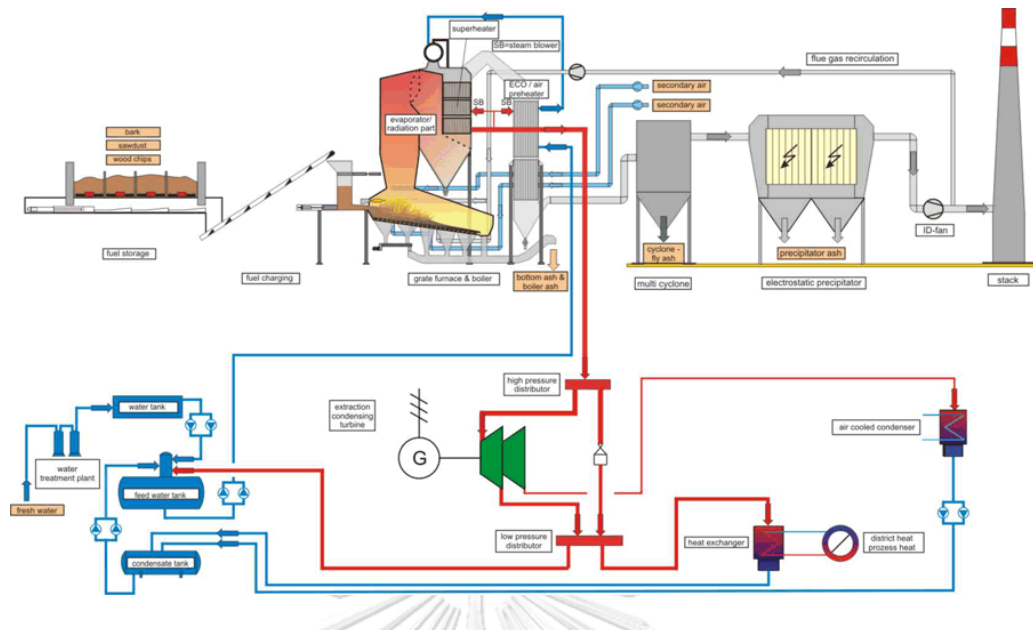 superheater
SB=steam blower
flue gas recirculation
ECO / air
preheater
secondary air
secondary air
SB
SB
evaporator/
radiation part
bark
sawdust
wood chips
fuel storage
fuel charging
grate furnace & boiler
bottom ash &
boiler ash
cyclone -
fly ash
multi cyclone
precipitator ash
electrostatic precipitator
ID-fan
stack
high pressure
distributor
extraction
condensing
turbine
G
air cooled condenser
water tank
water
treatment plant
feed water tank
fresh water
condensate tank
low pressure
distributor
heat exchanger
district heat
prozess heat